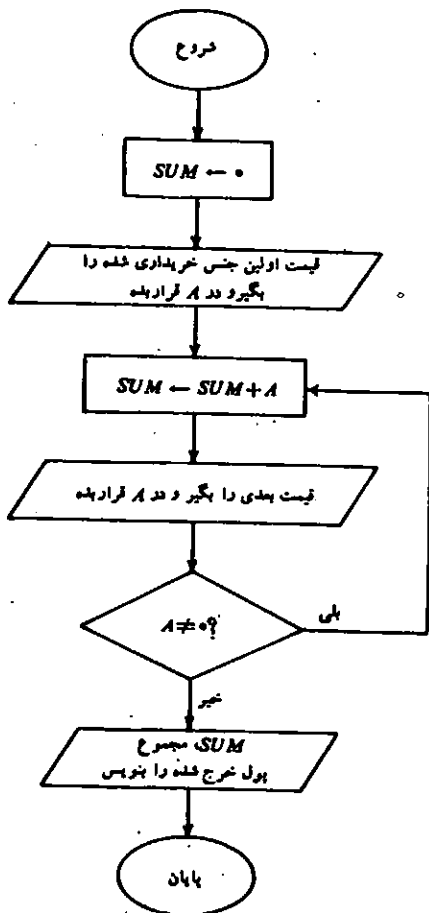 شروع
SUM ← ۰
قیمت اولین جنس خریداری شده را
بگیر و در A قرار بده
SUM ← SUM + A
قیمت بعدی را بگیر و در A قرار بده
A ≠ ۰؟
بلی
خیر
SUM، مجموع
پول خرج شده را بنویس
پایان